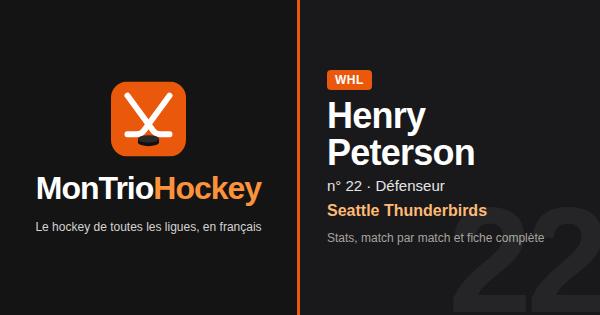 MonTrioHockey
Le hockey de toutes les ligues, en français
WHL
Henry
Peterson
n° 22 · Défenseur
Seattle Thunderbirds
Stats, match par match et fiche complète
22